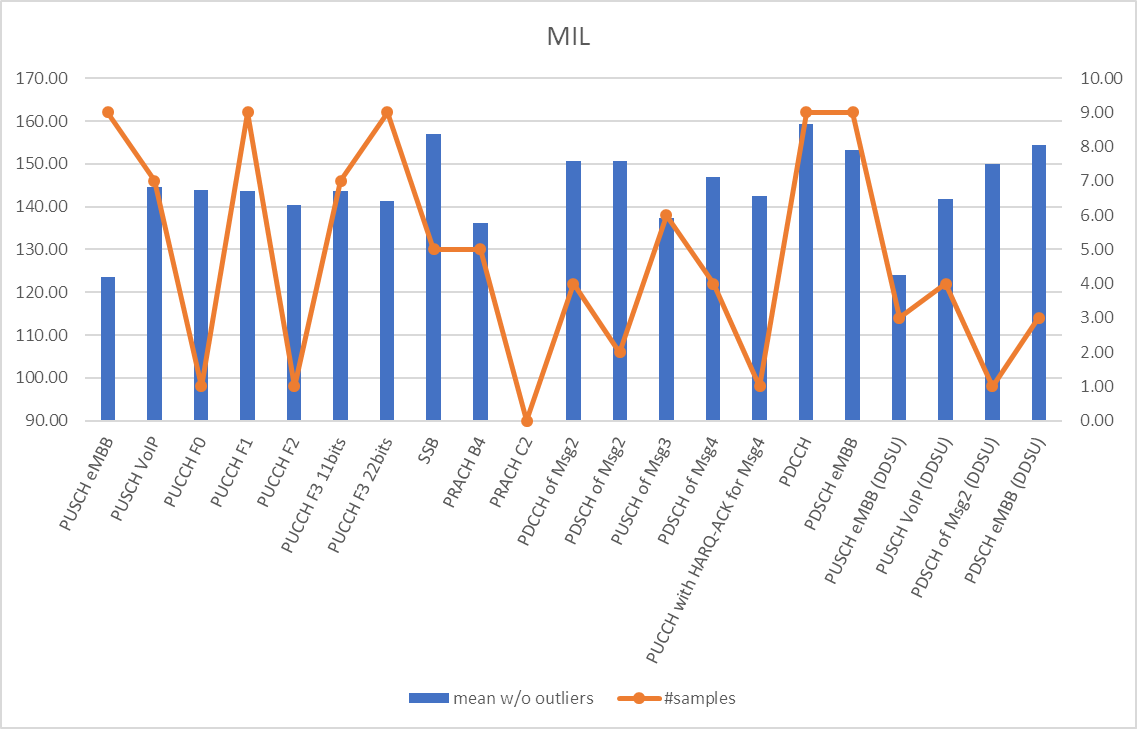 MIL
170.00
160.00
150.00
140.00
130.00
120.00
110.00
100.00
90.00
10.00
9.00
8.00
7.00
6.00
5.00
4.00
3.00
2.00
1.00
0.00
PUSCH eMBB
PUSCH VoIP
PUCCH F0
PUCCH F1
PUCCH F2
PUCCH F3 11bits
PUCCH F3 22bits
SSB
PRACH B4
PRACH C2
PDCCH of Msg2
PDSCH of Msg2
PUSCH of Msg3
PDSCH of Msg4
PUCCH with HARQ-ACK for Msg4
PDCCH
PDSCH eMBB
PUSCH eMBB (DDSU)
PUSCH VoIP (DDSU)
PDSCH of Msg2 (DDSU)
PDSCH eMBB (DDSU)
mean w/o outliers
#samples